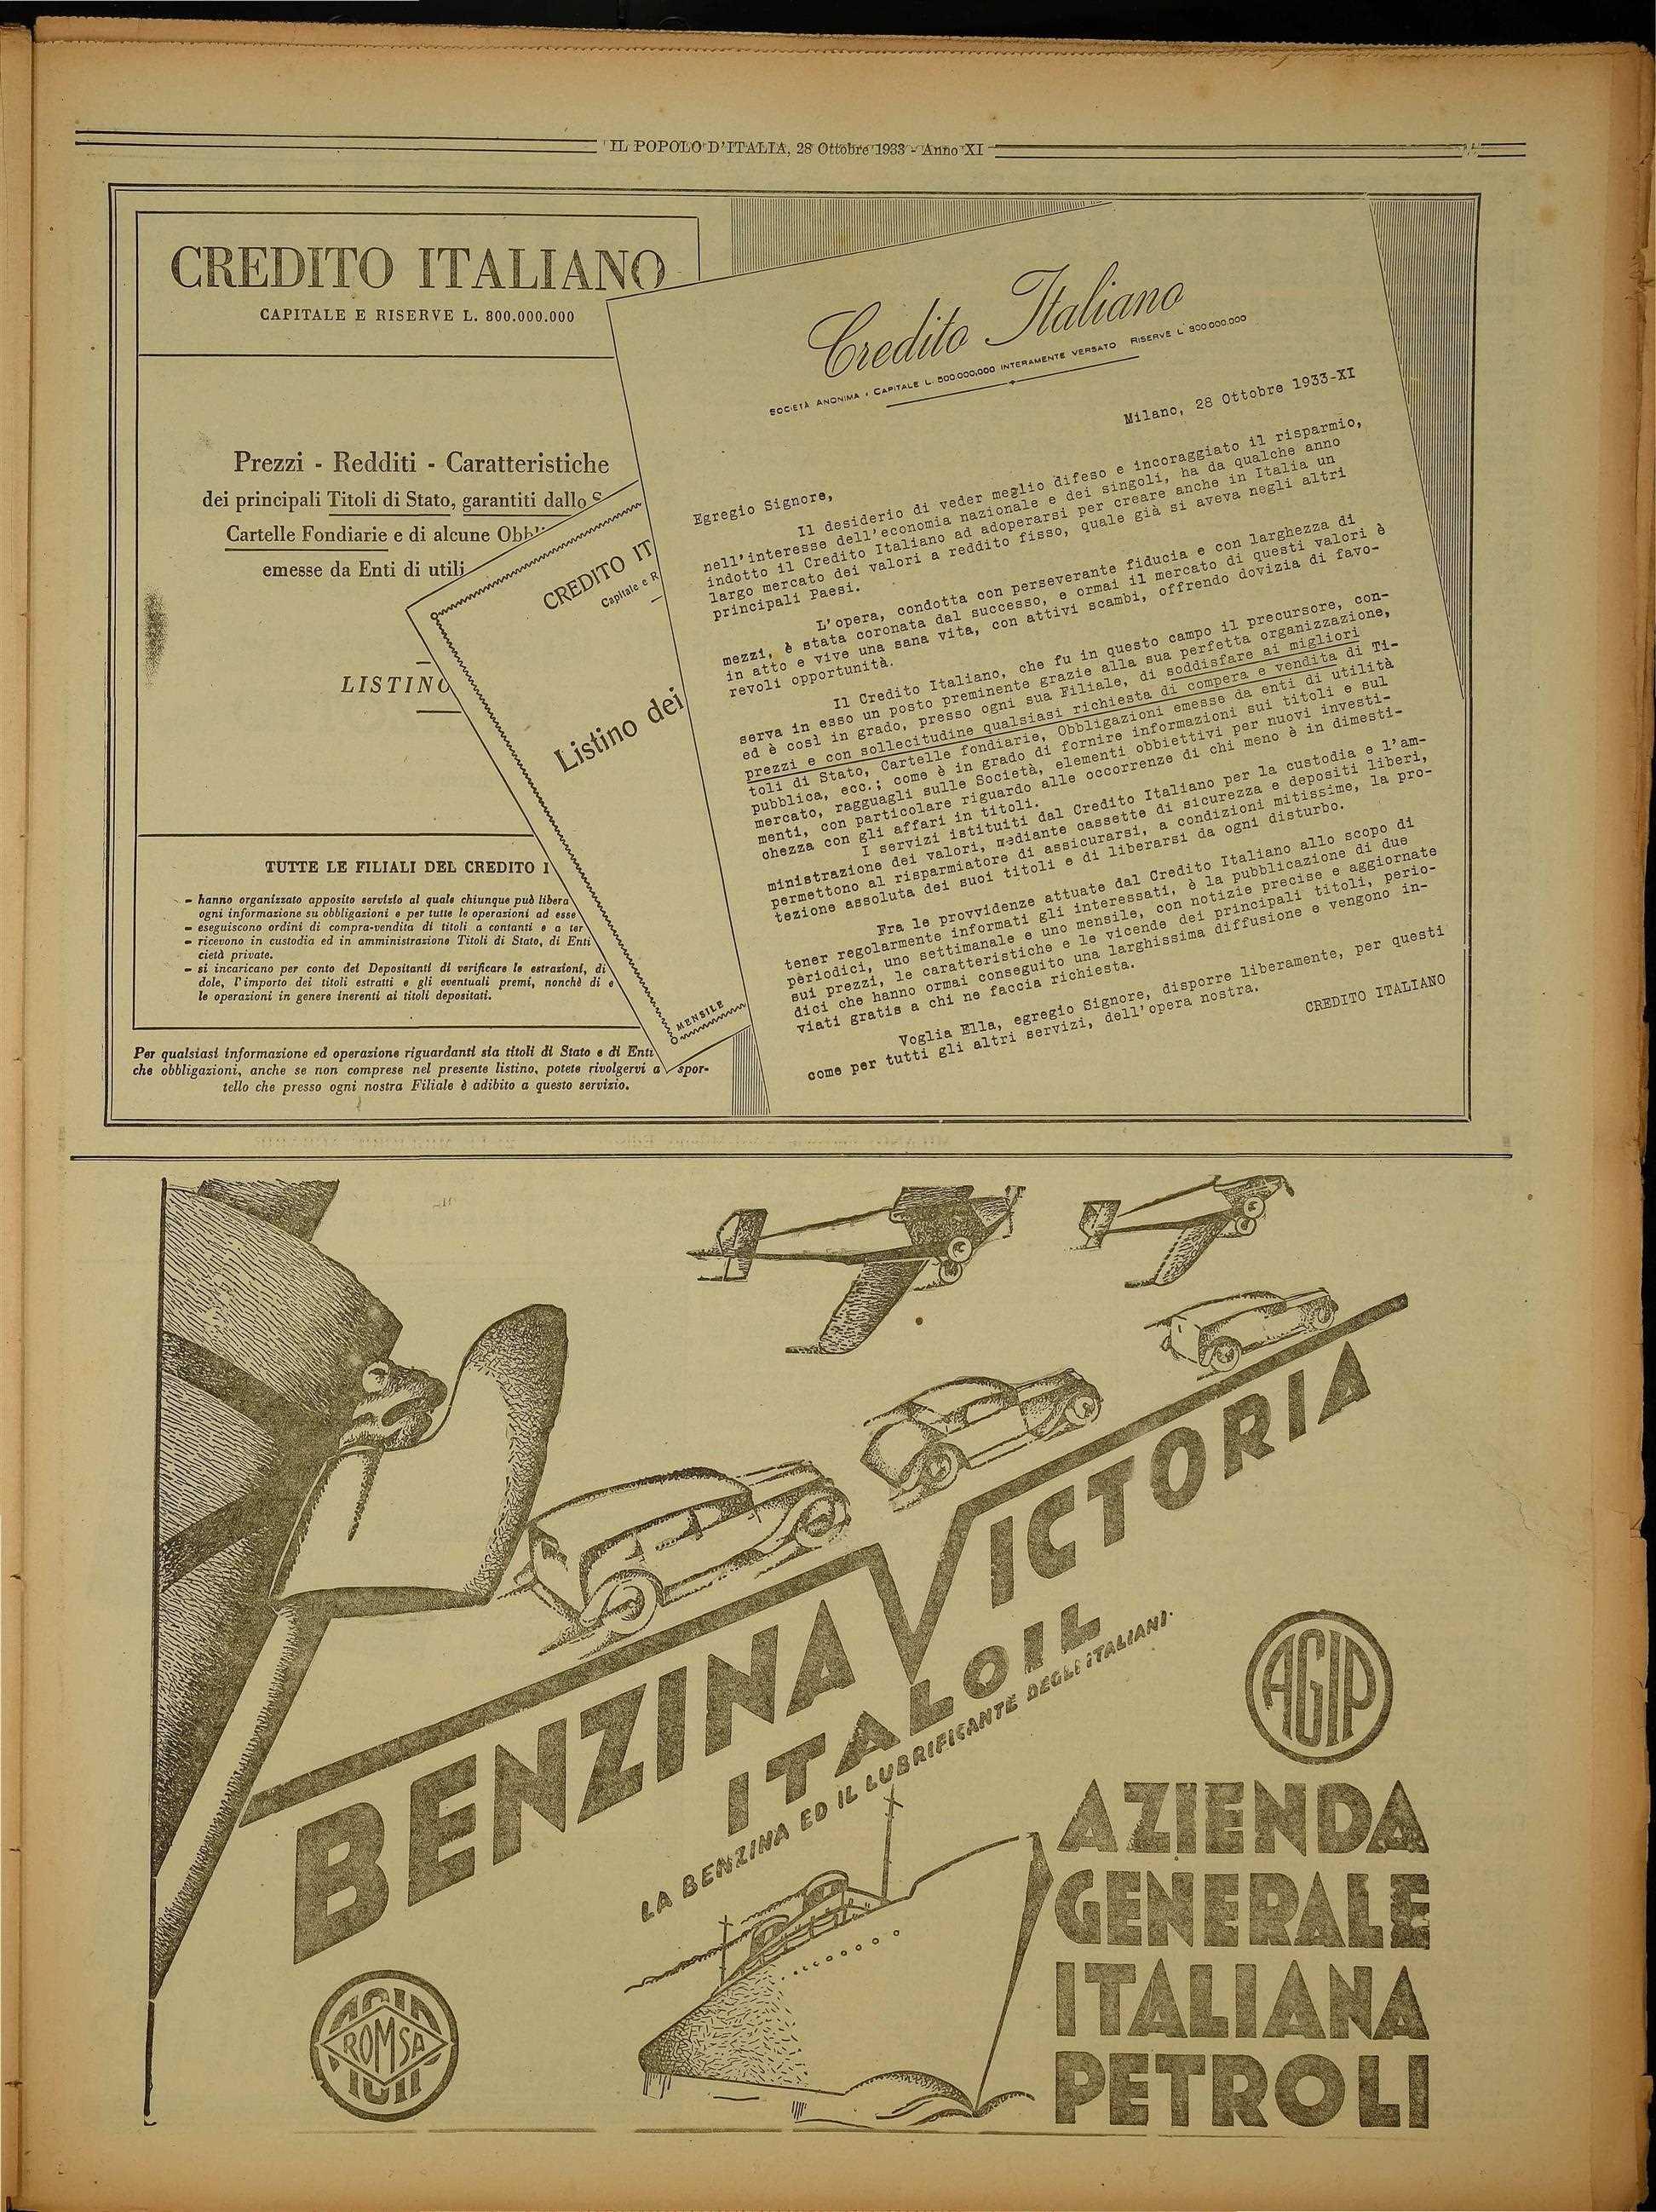 IL POPOLO D'ITALIA, 28 Ottobre 1933 - Anno XI
CREDITO ITALIANO
CAPITALE E RISERVE L. 800.000.000
Prezzi - Redditi - Caratteristiche
dei principali Titoli di Stato, garantiti dallo S
Cartelle Fondiarie e di alcune Obbli
emesse da Enti di utili
LISTINO
TUTTE LE FILIALI DEL CREDITO I
- hanno organizzato apposito servizio al quale chiunque può libera
ogni informazione su obbligazioni e per tutte le operazioni ad esse
- eseguiscono ordini di compra-vendita di titoli a contanti e a ter
- ricevono in custodia ed in amministrazione Titoli di Stato, di Enti
cietà private.
- si incaricano per conto dei Depositanti di verificare le estrazioni, di
dole, l'importo dei titoli estratti e gli eventuali premi, nonchè di e
le operazioni in genere inerenti ai titoli depositati.
Per qualsiasi informazione ed operazione riguardanti sia titoli di Stato e di Enti
che obbligazioni, anche se non comprese nel presente listino, potete rivolgervi a spor-
tello che presso ogni nostra Filiale è adibito a questo servizio.
CREDITO IT
Capitale e R
Listino dei
MENSILE
Credito Italiano
SOCIETÀ ANONIMA - CAPITALE L. 500.000.000 INTERAMENTE VERSATO RISERVE L. 300.000.000
Milano, 28 Ottobre 1933-XI
Egregio Signore,
Il desiderio di veder meglio difeso e incoraggiato il risparmio,
nell'interesse dell'economia nazionale e dei singoli, ha da qualche anno
indotto il Credito Italiano ad adoperarsi per creare anche in Italia un
largo mercato dei valori a reddito fisso, quale già si aveva negli altri
principali Paesi.
L'opera, condotta con perseverante fiducia e con larghezza di
mezzi, è stata coronata dal successo, e ormai il mercato di questi valori è
in atto e vive una sana vita, con attivi scambi, offrendo dovizia di favo-
revoli opportunità.
Il Credito Italiano, che fu in questo campo il precursore, con-
serva in esso un posto preminente grazie alla sua perfetta organizzazione,
ed è così in grado, presso ogni sua Filiale, di soddisfare ai migliori
prezzi e con sollecitudine qualsiasi richiesta di compera e vendita di Ti-
toli di Stato, Cartelle fondiarie, Obbligazioni emesse da enti di utilità
pubblica, ecc.; come è in grado di fornire informazioni sui titoli e sul
mercato, ragguagli sulle Società, elementi obbiettivi per nuovi investi-
menti, con particolare riguardo alle occorrenze di chi meno è in dimesti-
chezza con gli affari in titoli.
I servizi istituiti dal Credito Italiano per la custodia e l'am-
ministrazione dei valori, mediante cassette di sicurezza e depositi liberi,
permettono al risparmiatore di assicurarsi, a condizioni mitissime, la pro-
tezione assoluta dei suoi titoli e di liberarsi da ogni disturbo.
Fra le provvidenze attuate dal Credito Italiano allo scopo di
tener regolarmente informati gli interessati, è la pubblicazione di due
periodici, uno settimanale e uno mensile, con notizie precise e aggiornate
sui prezzi, le caratteristiche e le vicende dei principali titoli, perio-
dici che hanno ormai conseguito una larghissima diffusione e vengono in-
viati gratis a chi ne faccia richiesta.
Voglia Ella, egregio Signore, disporre liberamente, per questi
come per tutti gli altri servizi, dell'opera nostra.
CREDITO ITALIANO
BENZINA VICTORIA
ITALOIL
LA BENZINA ED IL LUBRIFICANTE DEGLI ITALIANI.
AGIP
AZIENDA
GENERALE
ITALIANA
PETROLI
ROMSA